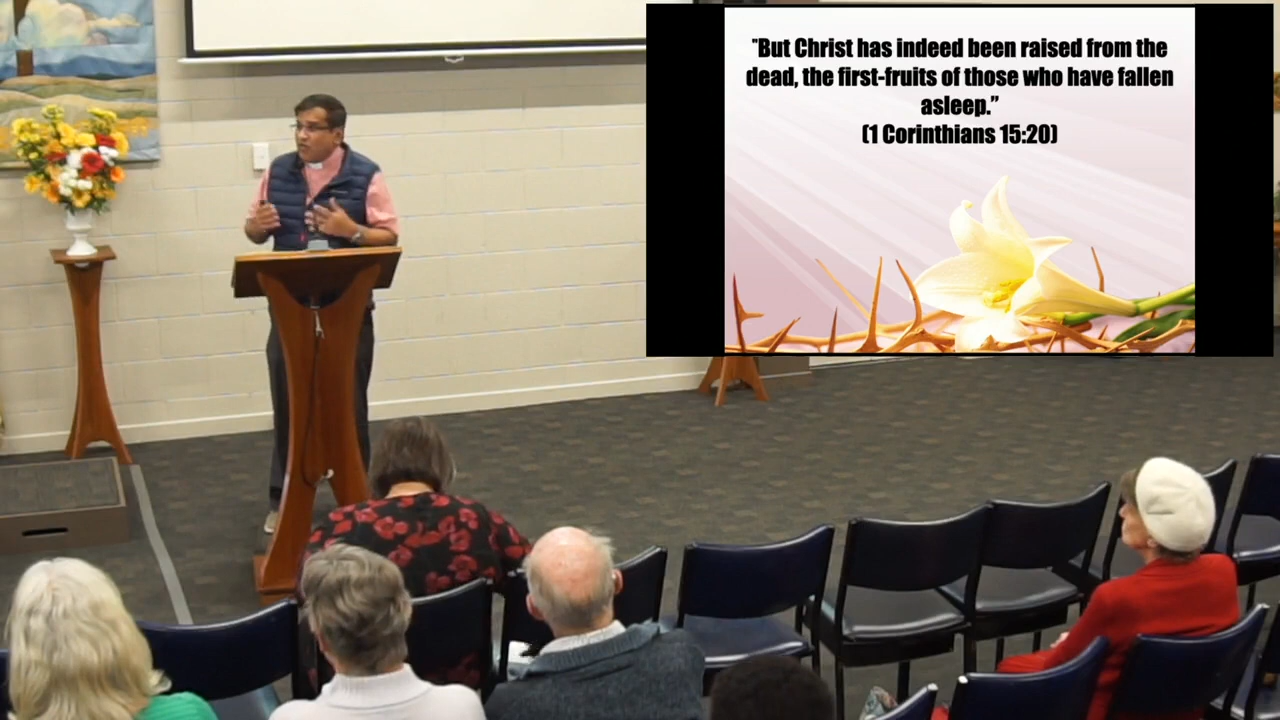 "But Christ has indeed been raised from the
dead, the first-fruits of those who have fallen
asleep.”
(1 Corinthians 15:20)